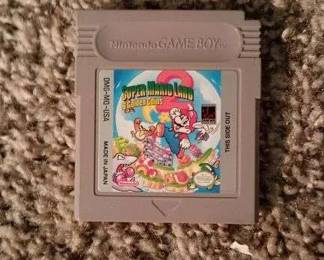 Nintendo GAME BOY
DMG-MQ-USA
SUPER MARIO LAND
2
6 GOLDEN COINS
THIS SIDE OUT
MADE IN JAPAN